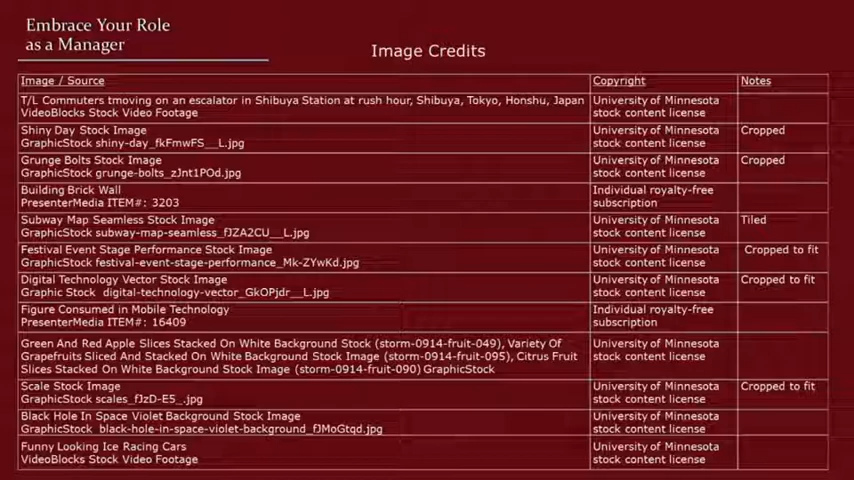 Embrace Your Role
as a Manager
Image Credits
Image / Source Copyright Notes
T/L Commuters tmoving on an escalator in Shibuya Station at rush hour, Shibuya, Tokyo, Honshu, Japan
VideoBlocks Stock Video Footage
University of Minnesota
stock content license
Shiny Day Stock Image
GraphicStock shiny-day_fkFmwFS__L.jpg
University of Minnesota
stock content license
Cropped
Grunge Bolts Stock Image
GraphicStock grunge-bolts_zJnt1POd.jpg
University of Minnesota
stock content license
Cropped
Building Brick Wall
PresenterMedia ITEM#: 3203
Individual royalty-free
subscription
Subway Map Seamless Stock Image
GraphicStock subway-map-seamless_fJZA2CU__L.jpg
University of Minnesota
stock content license
Tiled
Festival Event Stage Performance Stock Image
GraphicStock festival-event-stage-performance_Mk-ZYwKd.jpg
University of Minnesota
stock content license
Cropped to fit
Digital Technology Vector Stock Image
Graphic Stock digital-technology-vector_GkOPjdr__L.jpg
University of Minnesota
stock content license
Cropped to fit
Figure Consumed in Mobile Technology
PresenterMedia ITEM#: 16409
Individual royalty-free
subscription
Green And Red Apple Slices Stacked On White Background Stock (storm-0914-fruit-049), Variety Of
Grapefruits Sliced And Stacked On White Background Stock Image (storm-0914-fruit-095), Citrus Fruit
Slices Stacked On White Background Stock Image (storm-0914-fruit-090) GraphicStock
University of Minnesota
stock content license
Scale Stock Image
GraphicStock scales_fJzD-E5_.jpg
University of Minnesota
stock content license
Cropped to fit
Black Hole In Space Violet Background Stock Image
GraphicStock black-hole-in-space-violet-background_fJMoGtqd.jpg
University of Minnesota
stock content license
Funny Looking Ice Racing Cars
VideoBlocks Stock Video Footage
University of Minnesota
stock content license